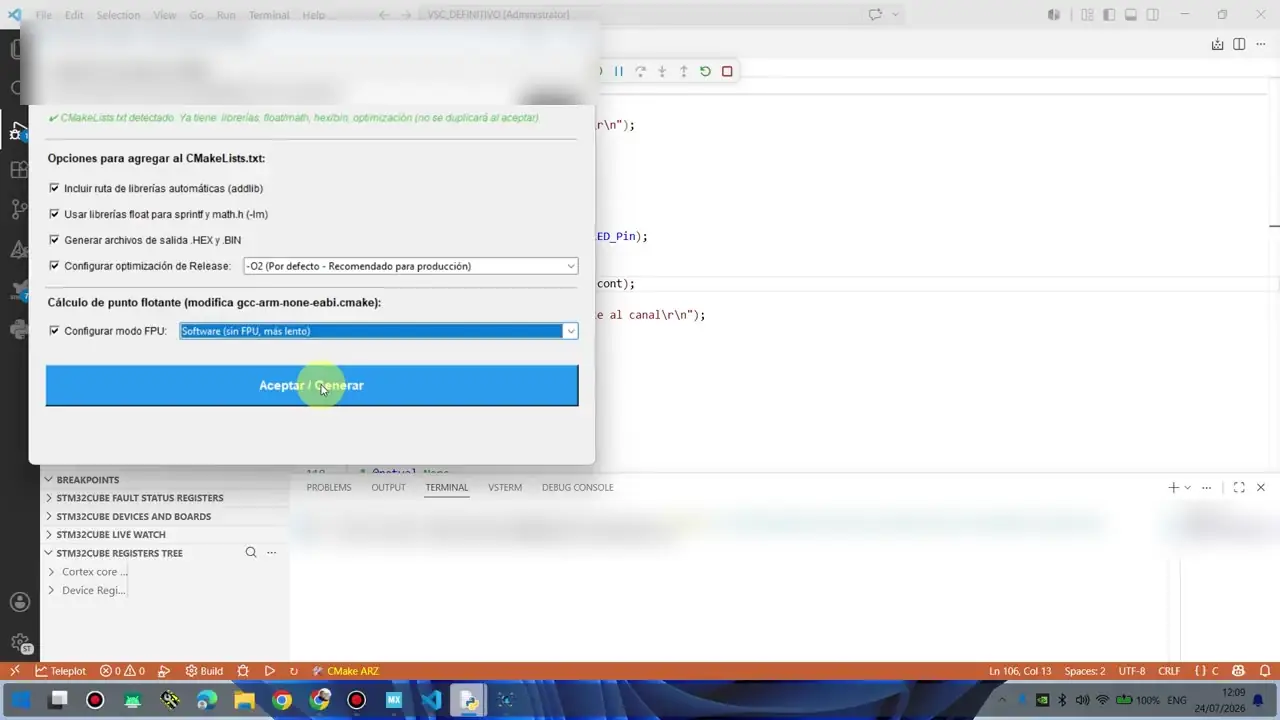 File Edit Selection View Go Run Terminal Help
VSC_DEFINITIVO [Administrator]
✔ CMakeLists.txt detectado. Ya tiene: librerías, float/math, hex/bin, optimización (no se duplicará al aceptar)
r\n");
Opciones para agregar al CMakeLists.txt:
Incluir ruta de librerías automáticas (addlib)
Usar librerías float para sprintf y math.h (-lm)
ED_Pin);
Generar archivos de salida .HEX y .BIN
Configurar optimización de Release: -O2 (Por defecto - Recomendado para producción)
cont);
Cálculo de punto flotante (modifica gcc-arm-none-eabi.cmake):
e al canal\r\n");
Configurar modo FPU: Software (sin FPU, más lento)
Aceptar / Generar
BREAKPOINTS
STM32CUBE FAULT STATUS REGISTERS
STM32CUBE DEVICES AND BOARDS
STM32CUBE LIVE WATCH
STM32CUBE REGISTERS TREE
Cortex core ...
Device Regi...
PROBLEMS OUTPUT TERMINAL VSTERM DEBUG CONSOLE
Teleplot 0 0 Build CMake ARZ Ln 106, Col 13 Spaces: 2 UTF-8 CRLF {} C
MX 100% ENG 12:09
24/07/2026